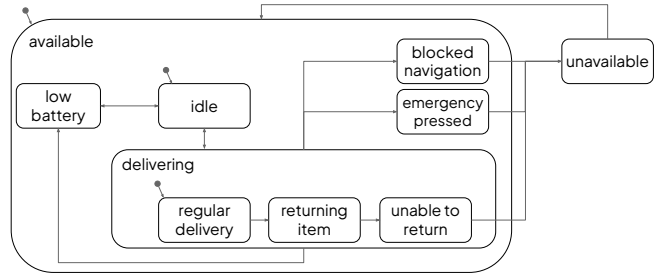 available
blocked
navigation
unavailable
low
battery
idle
emergency
pressed
delivering
regular
delivery
returning
item
unable to
return